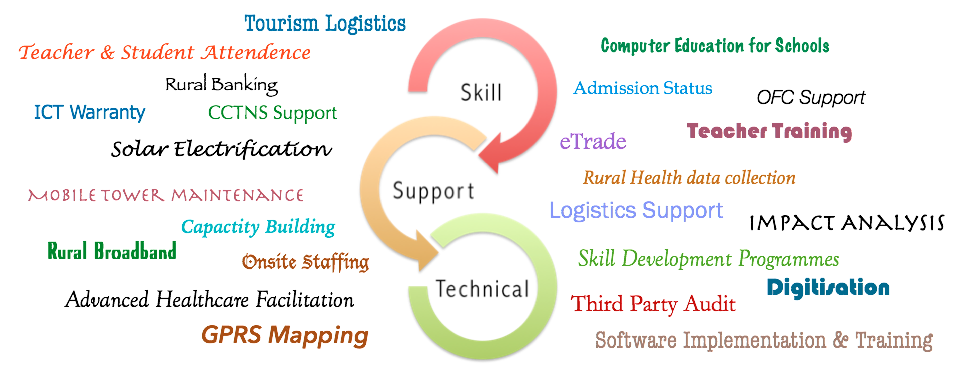 Tourism Logistics
Teacher & Student Attendence
Rural Banking
ICT Warranty
CCTNS Support
Solar Electrification
Mobile Tower maintenance
Capactity Building
Rural Broadband
Onsite Staffing
Advanced Healthcare Facilitation
GPRS Mapping
Skill
Support
Technical
Computer Education for Schools
Admission Status
OFC Support
Teacher Training
eTrade
Rural Health data collection
Logistics Support
Impact Analysis
Skill Development Programmes
Digitisation
Third Party Audit
Software Implementation & Training